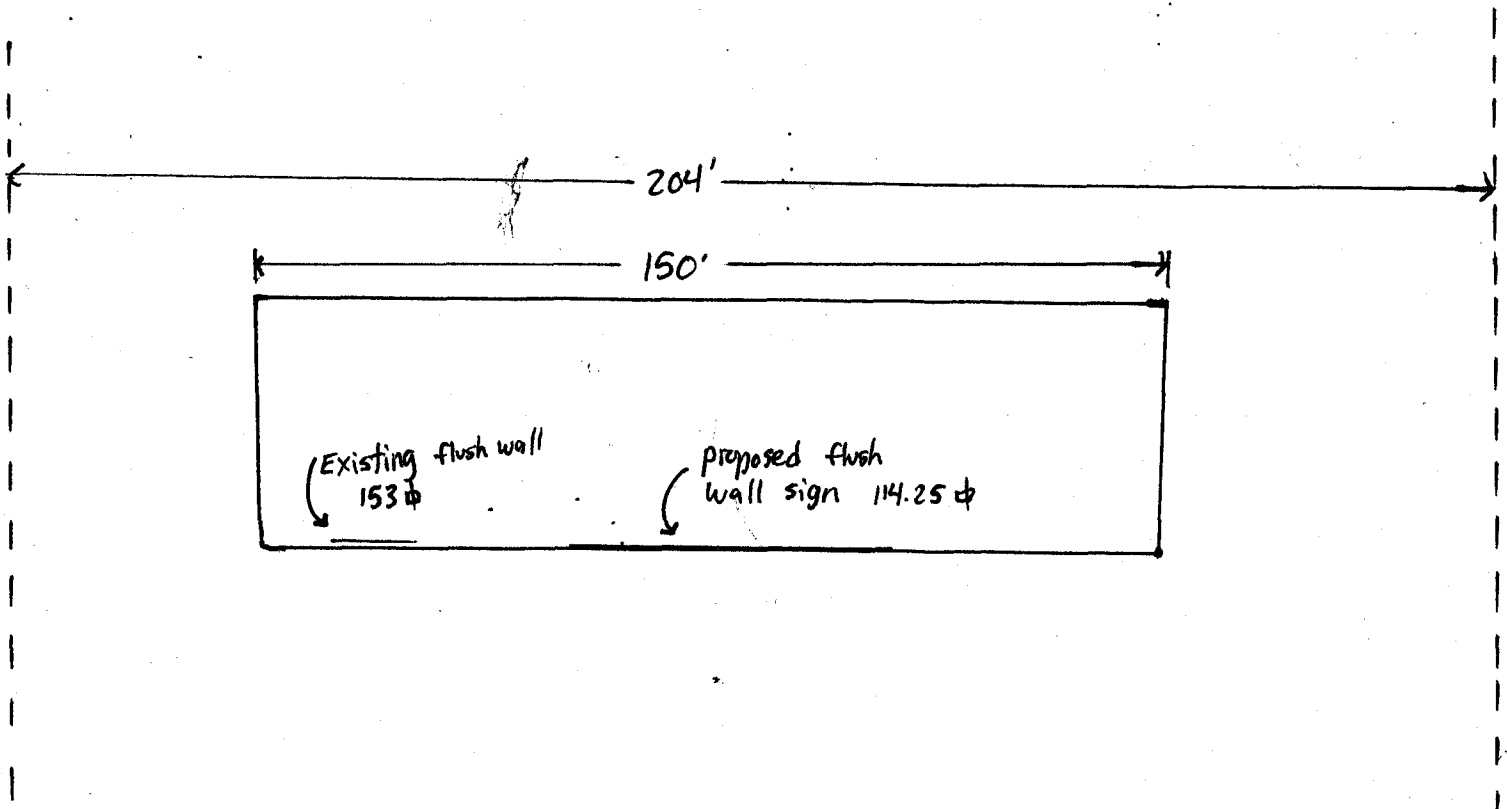 204'
150'
Existing flush wall
153 ⏍
proposed flush
wall sign 114.25 ⏍